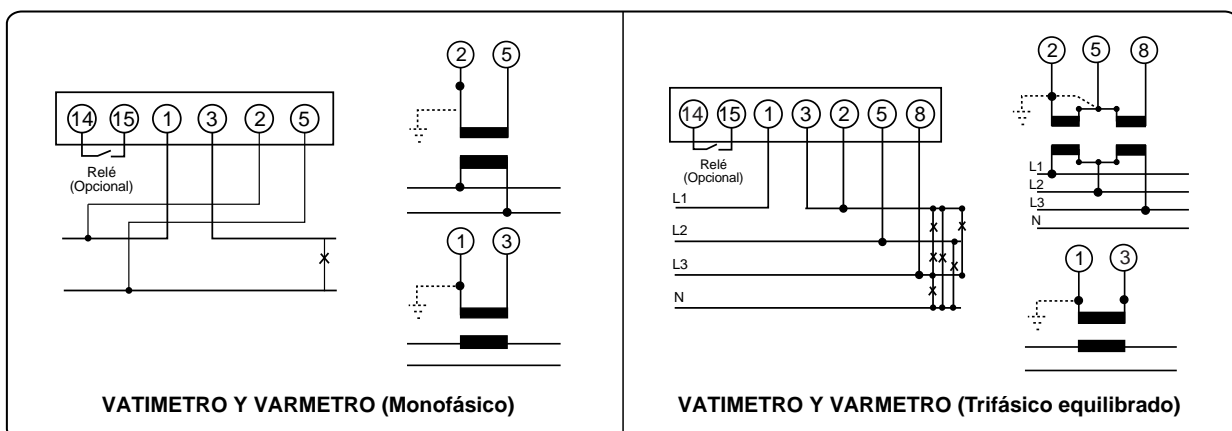 2 5
14 15 1 3 2 5
Relé
(Opcional)
1 3
VATIMETRO Y VARMETRO (Monofásico)
2 5 8
14 15 1 3 2 5 8
Relé
(Opcional)
L1
L2
L3
N
L1
L2
L3
N
1 3
VATIMETRO Y VARMETRO (Trifásico equilibrado)